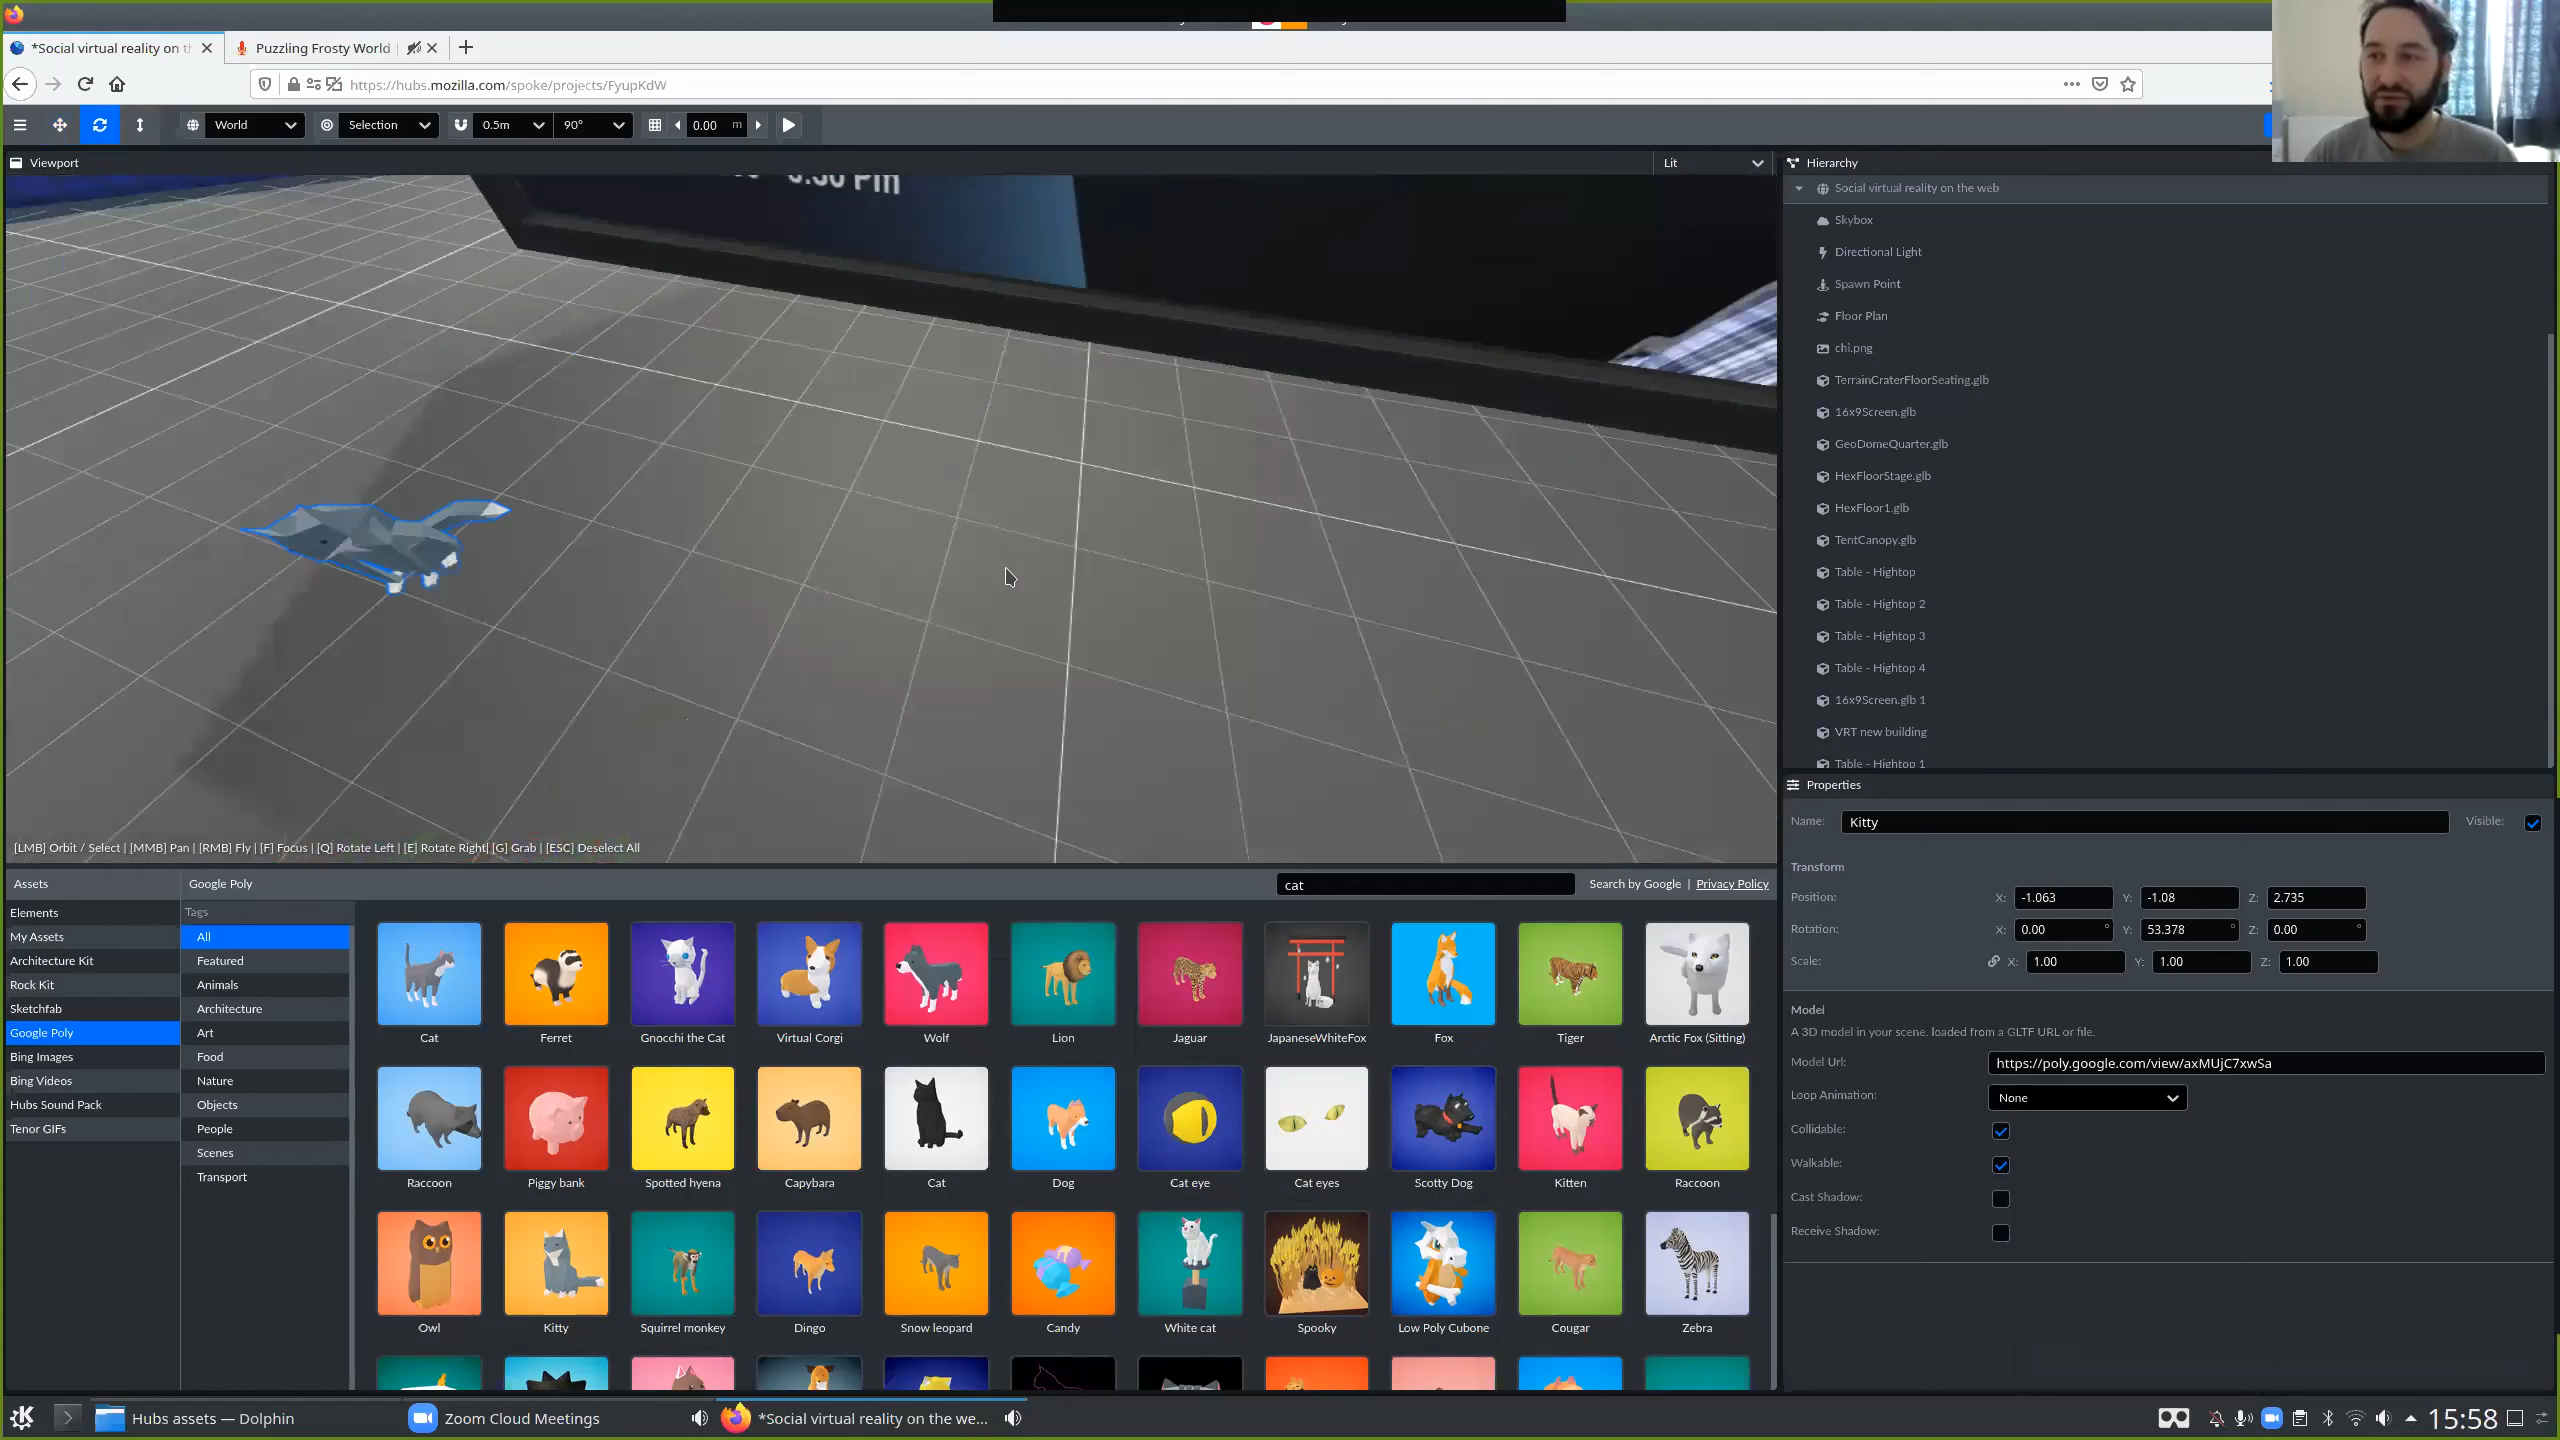 *Social virtual reality on t
Puzzling Frosty World
https://hubs.mozilla.com/spoke/projects/FyupKdW
World
Selection
0.5m
90°
0.00 m
Viewport
Lit
Hierarchy
Social virtual reality on the web
Skybox
Directional Light
Spawn Point
Floor Plan
chi.png
TerrainCraterFloorSeating.glb
16x9Screen.glb
GeoDomeQuarter.glb
HexFloorStage.glb
HexFloor1.glb
TentCanopy.glb
Table - Hightop
Table - Hightop 2
Table - Hightop 3
Table - Hightop 4
16x9Screen.glb 1
VRT new building
Table - Hightop 1
[LMB] Orbit / Select | [MMB] Pan | [RMB] Fly | [F] Focus | [Q] Rotate Left | [E] Rotate Right| [G] Grab | [ESC] Deselect All
Properties
Name: Kitty Visible:
Transform
Position: X: -1.063 Y: -1.08 Z: 2.735
Rotation: X: 0.00 ° Y: 53.378 ° Z: 0.00 °
Scale: X: 1.00 Y: 1.00 Z: 1.00
Model
A 3D model in your scene, loaded from a GLTF URL or file.
Model Url: https://poly.google.com/view/axMUjC7xwSa
Loop Animation: None
Collidable:
Walkable:
Cast Shadow:
Receive Shadow:
Assets
Elements
My Assets
Architecture Kit
Rock Kit
Sketchfab
Google Poly
Bing Images
Bing Videos
Hubs Sound Pack
Tenor GIFs
Google Poly
cat
Search by Google | Privacy Policy
Tags
All
Featured
Animals
Architecture
Art
Food
Nature
Objects
People
Scenes
Transport
Cat Ferret Gnocchi the Cat Virtual Corgi Wolf Lion Jaguar JapaneseWhiteFox Fox Tiger Arctic Fox (Sitting)
Raccoon Piggy bank Spotted hyena Capybara Cat Dog Cat eye Cat eyes Scotty Dog Kitten Raccoon
Owl Kitty Squirrel monkey Dingo Snow leopard Candy White cat Spooky Low Poly Cubone Cougar Zebra
Hubs assets — Dolphin
Zoom Cloud Meetings
*Social virtual reality on the we...
15:58